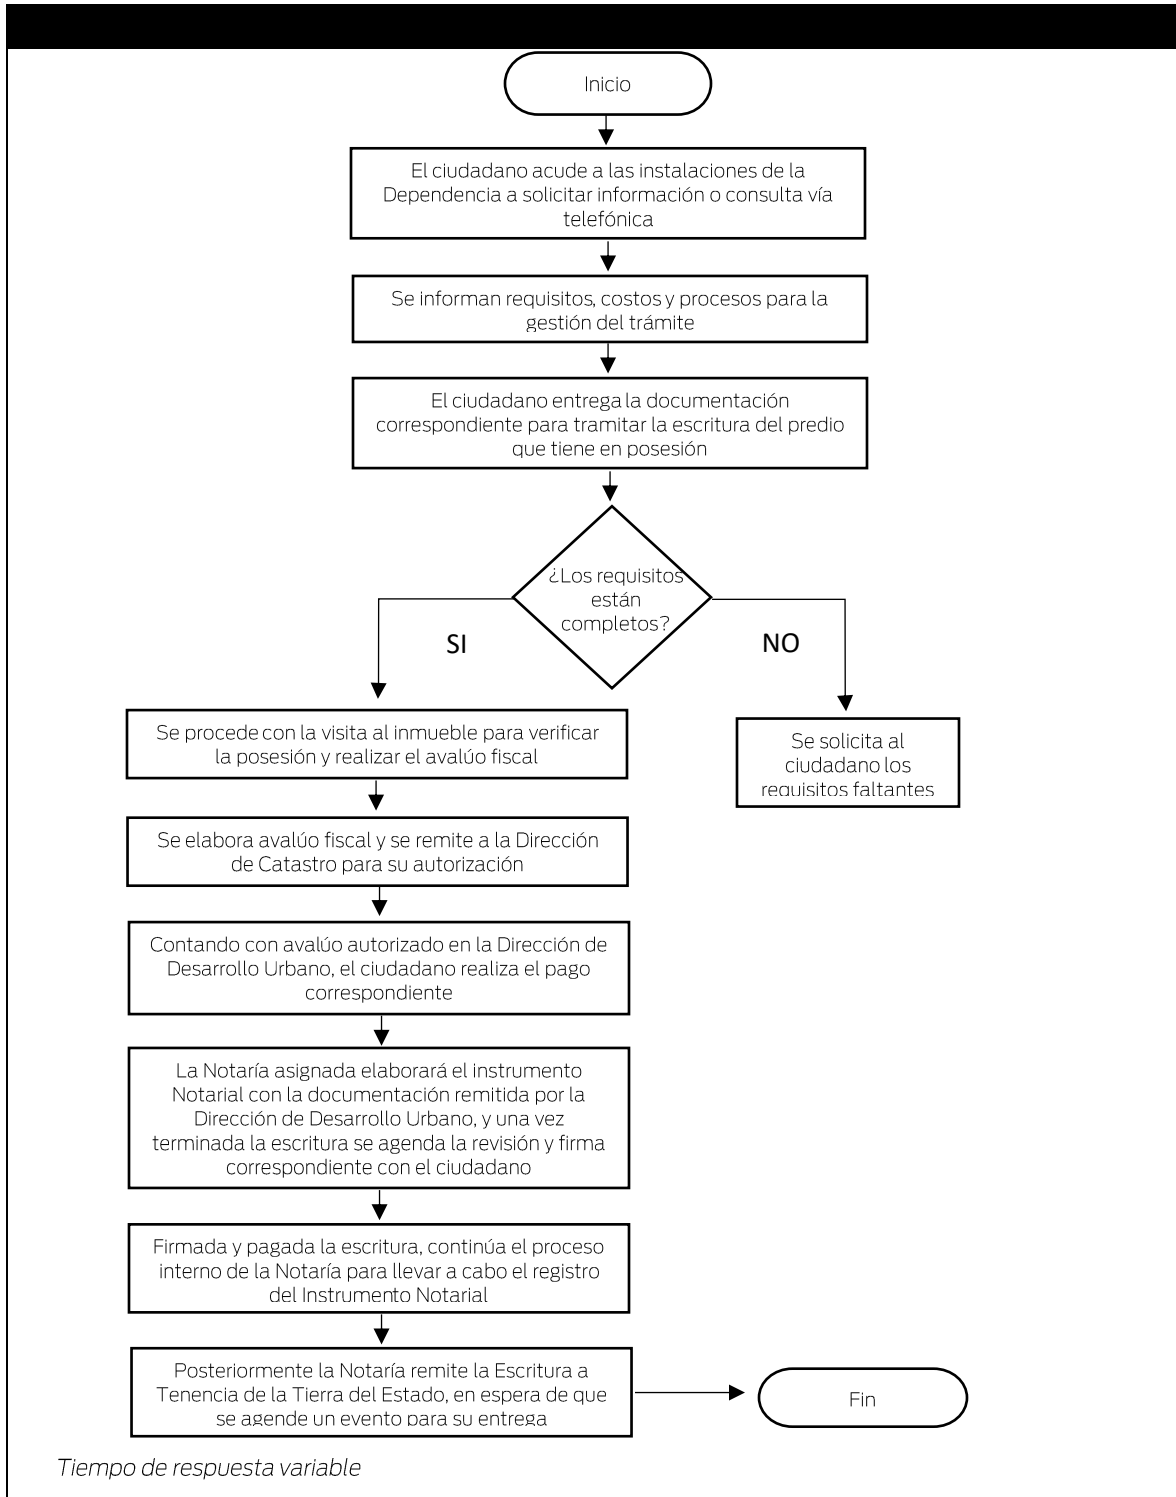 Inicio
El ciudadano acude a las instalaciones de la
Dependencia a solicitar información o consulta vía
telefónica
Se informan requisitos, costos y procesos para la
gestión del trámite
El ciudadano entrega la documentación
correspondiente para tramitar la escritura del predio
que tiene en posesión
¿Los requisitos
están
completos?
SI
NO
Se procede con la visita al inmueble para verificar
la posesión y realizar el avalúo fiscal
Se solicita al
ciudadano los
requisitos faltantes
Se elabora avalúo fiscal y se remite a la Dirección
de Catastro para su autorización
Contando con avalúo autorizado en la Dirección de
Desarrollo Urbano, el ciudadano realiza el pago
correspondiente
La Notaría asignada elaborará el instrumento
Notarial con la documentación remitida por la
Dirección de Desarrollo Urbano, y una vez
terminada la escritura se agenda la revisión y firma
correspondiente con el ciudadano
Firmada y pagada la escritura, continúa el proceso
interno de la Notaría para llevar a cabo el registro
del Instrumento Notarial
Posteriormente la Notaría remite la Escritura a
Tenencia de la Tierra del Estado, en espera de que
se agende un evento para su entrega
Fin
Tiempo de respuesta variable